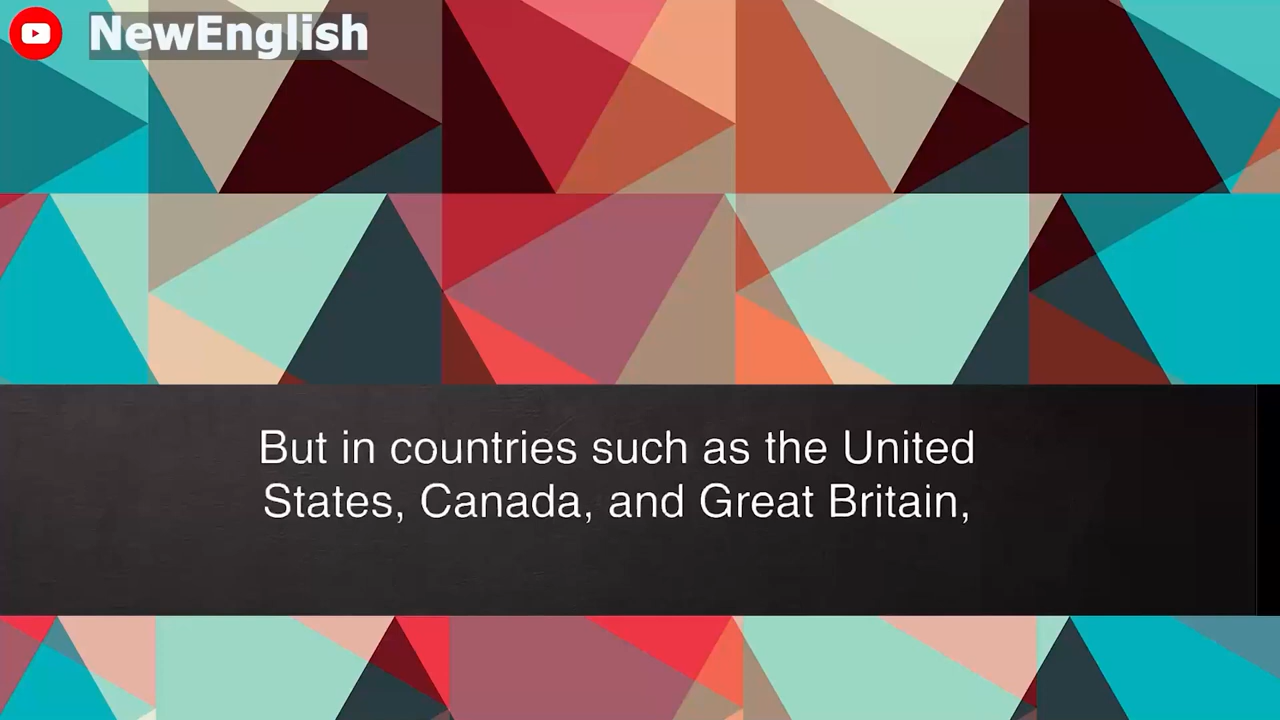 NewEnglish
But in countries such as the United
States, Canada, and Great Britain,